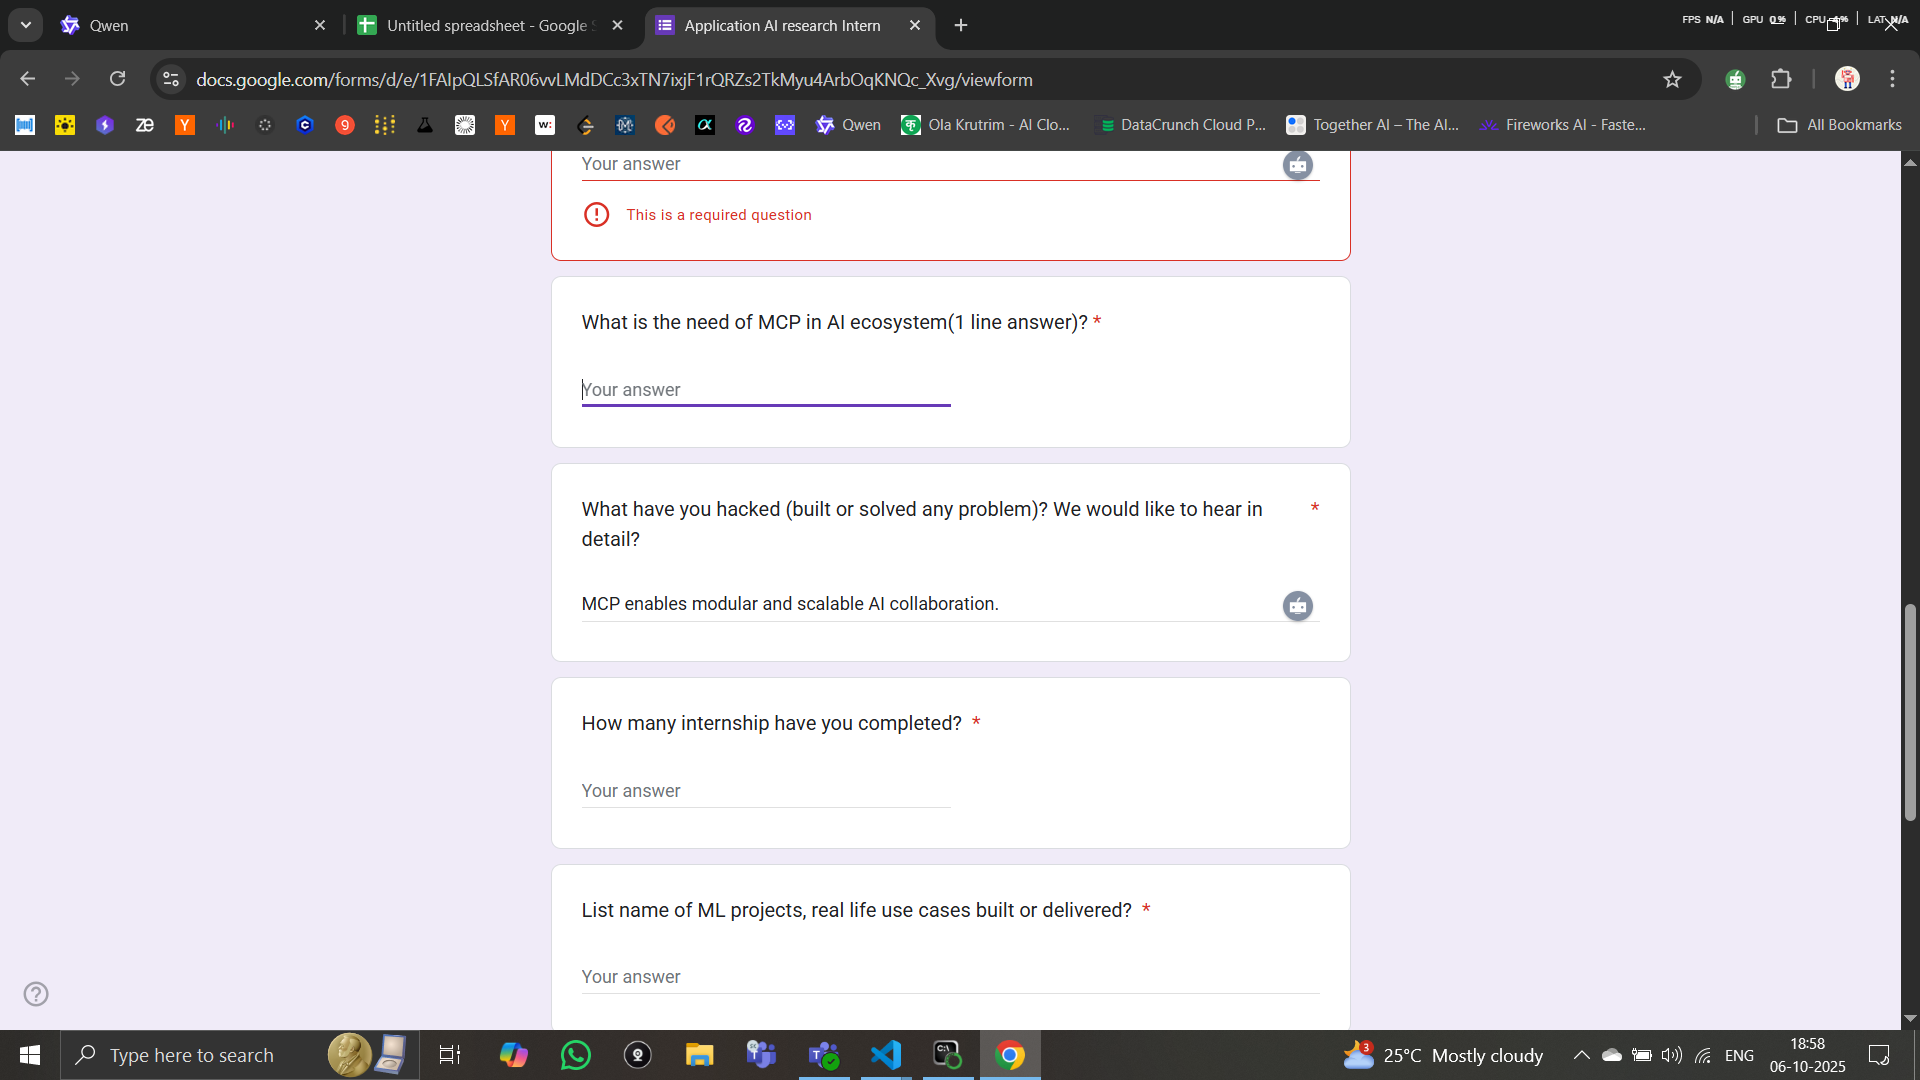 Qwen
Untitled spreadsheet - Google S
Application AI research Intern
FPS N/A
GPU 0%
CPU
LAT N/A
docs.google.com/forms/d/e/1FAIpQLSfAR06vvLMdDCc3xTN7ixjF1rQRZs2TkMyu4ArbOqKNQc_Xvg/viewform
Qwen
Ola Krutrim - AI Clo...
DataCrunch Cloud P...
Together AI – The AI...
Fireworks AI - Faste...
All Bookmarks
Your answer
This is a required question
What is the need of MCP in AI ecosystem(1 line answer)? *
Your answer
What have you hacked (built or solved any problem)? We would like to hear in *
detail?
MCP enables modular and scalable AI collaboration.
How many internship have you completed? *
Your answer
List name of ML projects, real life use cases built or delivered? *
Your answer
Type here to search
3
25°C Mostly cloudy
ENG
18:58
06-10-2025